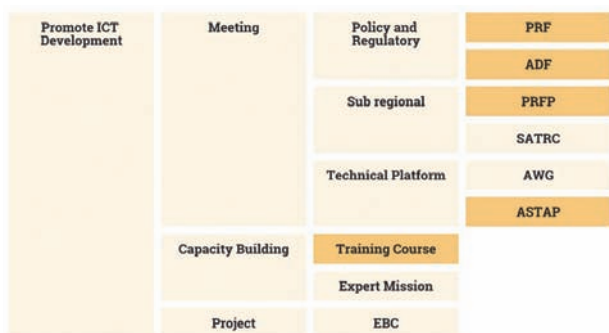 Promote ICT
Development
Meeting
Policy and
Regulatory
PRF
ADF
Sub regional
PRFP
SATRC
Technical Platform
AWG
ASTAP
Capacity Building
Training Course
Expert Mission
Project
EBC